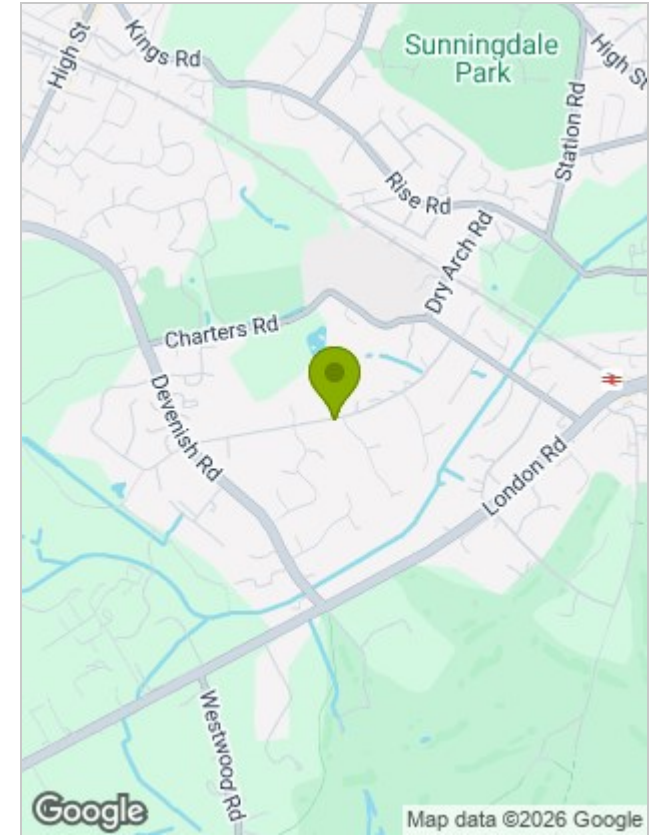 High St
Kings Rd
Sunningdale
Park
High St
Station Rd
Rise Rd
Dry Arch Rd
Charters Rd
Devenish Rd
London Rd
Westwood Rd
Google
Map data ©2026 Google